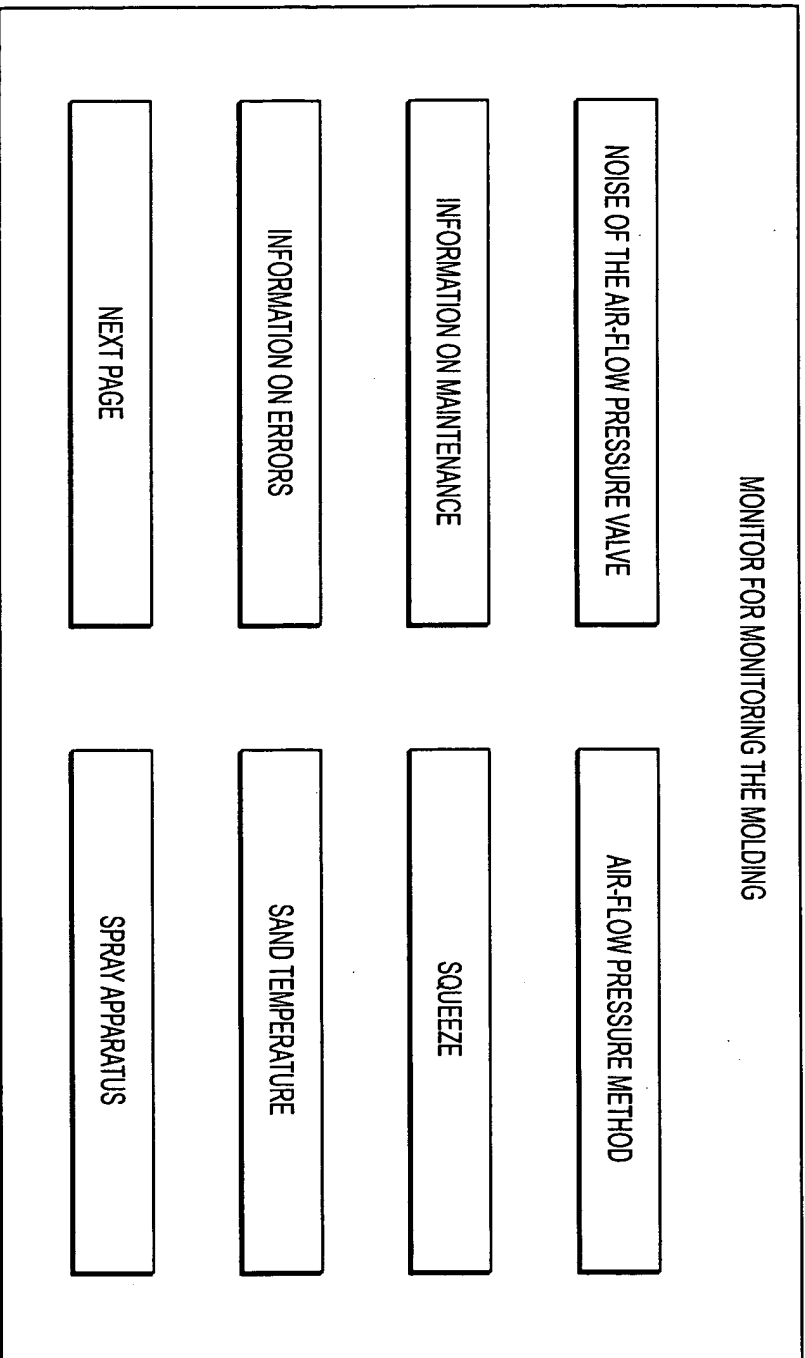 MONITOR FOR MONITORING THE MOLDING
NOISE OF THE AIR-FLOW PRESSURE VALVE
AIR-FLOW PRESSURE METHOD
INFORMATION ON MAINTENANCE
SQUEEZE
INFORMATION ON ERRORS
SAND TEMPERATURE
NEXT PAGE
SPRAY APPARATUS